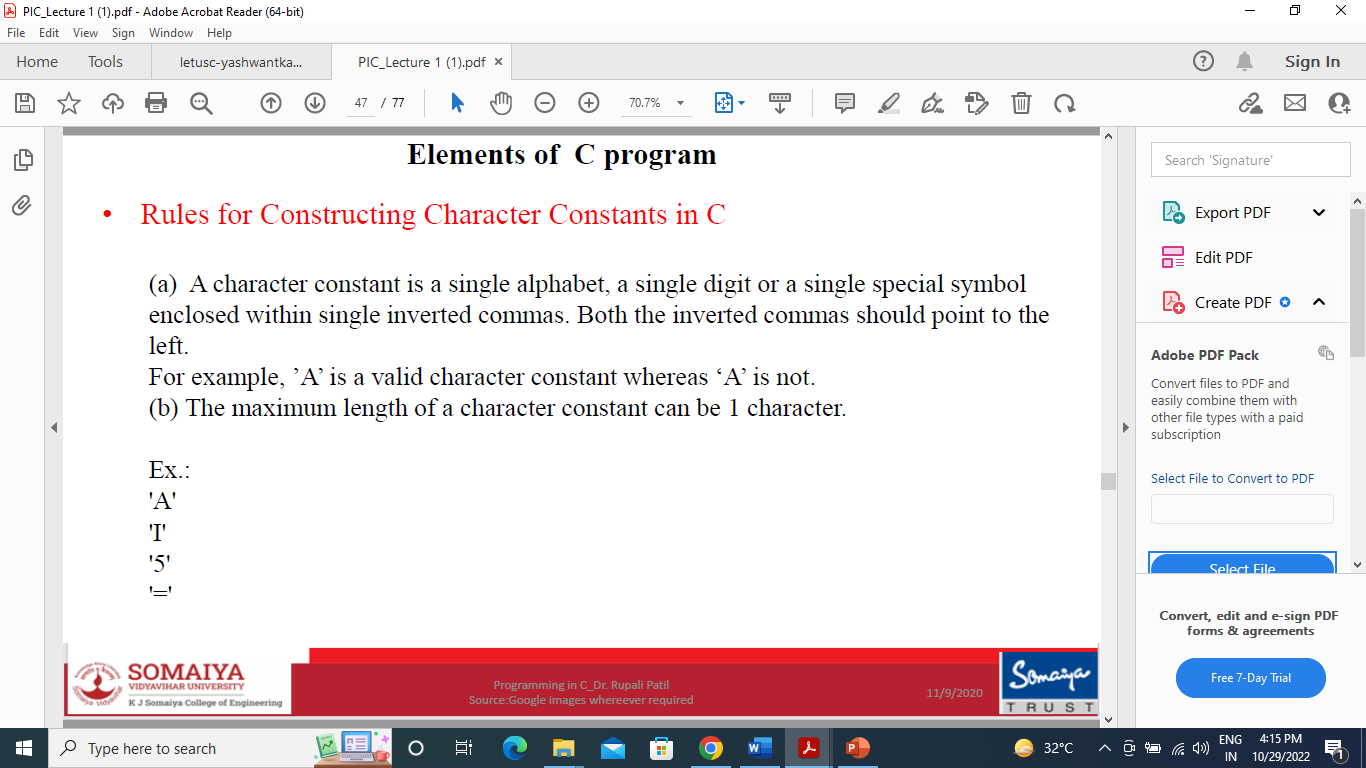 PIC_Lecture 1 (1).pdf - Adobe Acrobat Reader (64-bit)
File Edit View Sign Window Help
Home Tools letusc-yashwantka... PIC_Lecture 1 (1).pdf × Sign In
47 / 77 70.7%
Elements of C program
• Rules for Constructing Character Constants in C
(a) A character constant is a single alphabet, a single digit or a single special symbol
enclosed within single inverted commas. Both the inverted commas should point to the
left.
For example, ’A’ is a valid character constant whereas ‘A’ is not.
(b) The maximum length of a character constant can be 1 character.
Ex.:
'A'
'I'
'5'
'='
SOMAIYA
VIDYAVIHAR UNIVERSITY
K J Somaiya College of Engineering
Programming in C_Dr. Rupali Patil
Source:Google images whereever required
11/9/2020
Somaiya
TRUST
Search 'Signature'
Export PDF
Edit PDF
Create PDF
Adobe PDF Pack
Convert files to PDF and
easily combine them with
other file types with a paid
subscription
Select File to Convert to PDF
Select File
Convert, edit and e-sign PDF
forms & agreements
Free 7-Day Trial
Type here to search
32°C
ENG
IN
4:15 PM
10/29/2022
1